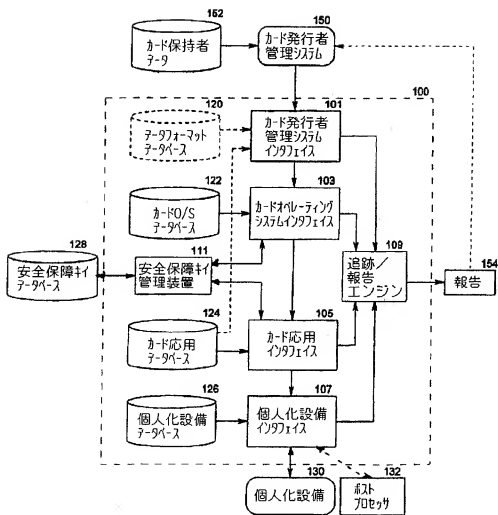 152
カード保持者
データ
150
カード発行者
管理システム
100
120
データフォーマット
データベース
101
カード発行者
管理システム
インタフェイス
122
カードO/S
データベース
103
カードオペレーティング
システムインタフェイス
128
安全保障キイ
データベース
111
安全保障キイ
管理装置
109
追跡/
報告
エンジン
154
報告
124
カード応用
データベース
105
カード応用
インタフェイス
126
個人化設備
データベース
107
個人化設備
インタフェイス
130
個人化設備
132
ポスト
プロセッサ